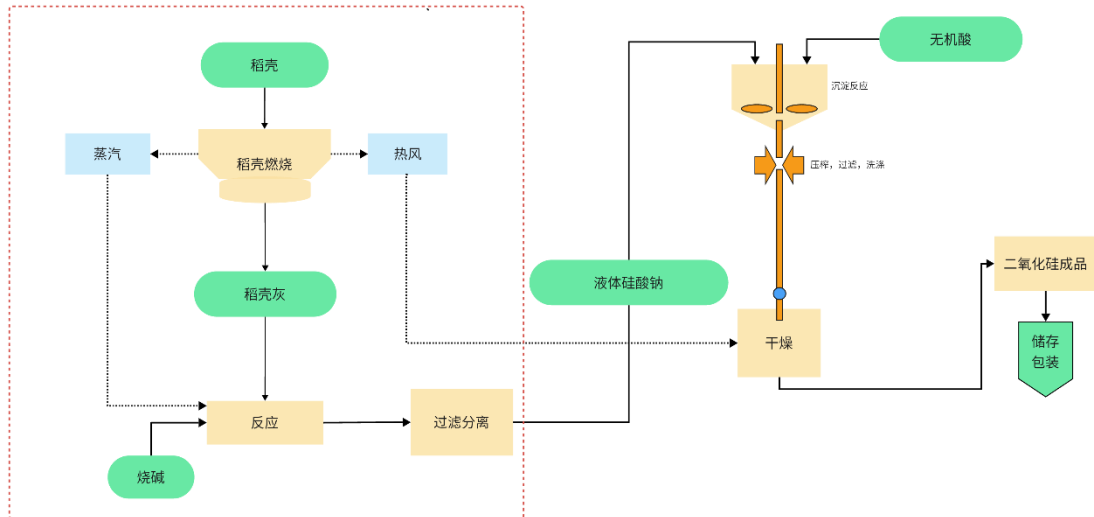 无机酸
稻壳
沉淀反应
蒸汽
稻壳燃烧
热风
压榨，过滤，洗涤
二氧化硅成品
液体硅酸钠
稻壳灰
干燥
储存
包装
反应
过滤分离
烧碱